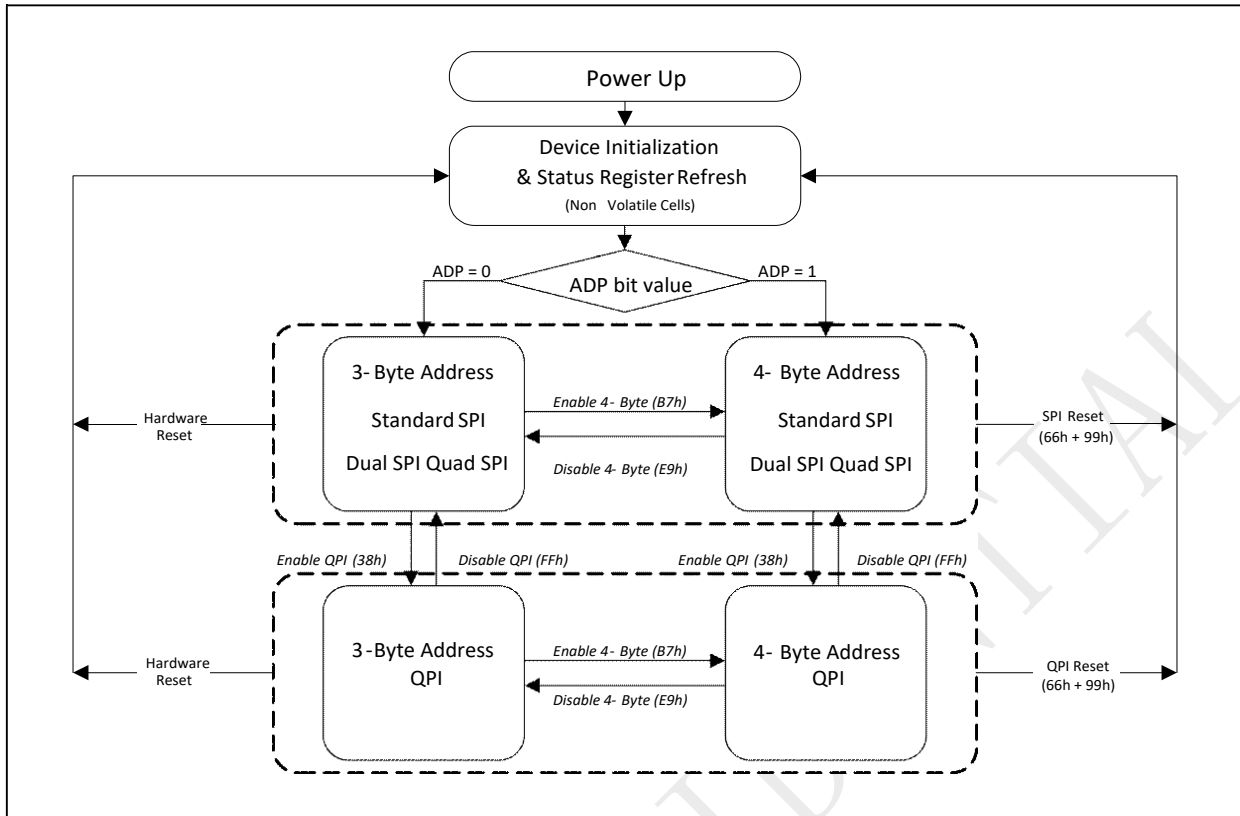 Power Up
Device Initialization
& Status Register Refresh
(Non Volatile Cells)
ADP = 0
ADP bit value
ADP = 1
3- Byte Address
Standard SPI
Dual SPI Quad SPI
Enable 4- Byte (B7h)
Disable 4- Byte (E9h)
4- Byte Address
Standard SPI
Dual SPI Quad SPI
Hardware
Reset
SPI Reset
(66h + 99h)
Enable QPI (38h)
Disable QPI (FFh)
Enable QPI (38h)
Disable QPI (FFh)
3-Byte Address
QPI
Enable 4- Byte (B7h)
Disable 4- Byte (E9h)
4- Byte Address
QPI
Hardware
Reset
QPI Reset
(66h + 99h)